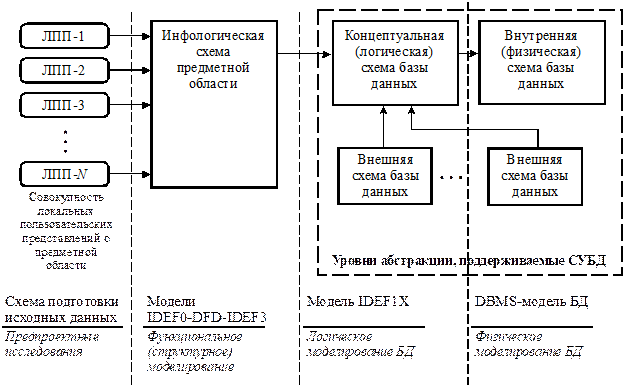 ЛПП-1
ЛПП-2
ЛПП-3
ЛПП-N
Совокупность
локальных
пользовательских
представлений о
предметной
области
Инфологическая
схема
предметной
области
Концептуальная
(логическая)
схема базы
данных
Внутренняя
(физическая)
схема базы
данных
Внешняя
схема базы
данных
Внешняя
схема базы
данных
Уровни абстракции, поддерживаемые СУБД
Схема подготовки
исходных данных
Предпроектные
исследования
Модели
IDEF0-DFD-IDEF3
Функциональное
(структурное)
моделирование
Модель IDEF1X
Логическое
моделирование БД
DBMS-модель БД
Физическое
моделирование БД